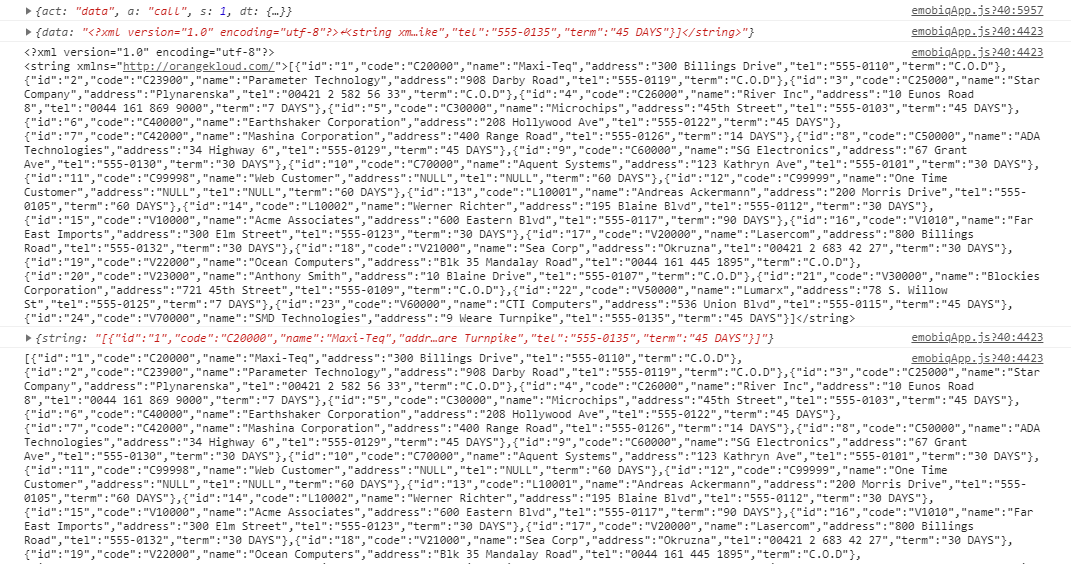 ▶ {act: "data", a: "call", s: 1, dt: {…}} emobiqApp.js?40:5957
▶ {data: "<?xml version="1.0" encoding="utf-8"?>↵<string xm…ike","tel":"555-0135","term":"45 DAYS"}]</string>"} emobiqApp.js?40:4423
<?xml version="1.0" encoding="utf-8"?> emobiqApp.js?40:4423
<string xmlns="http://orangekloud.com/">[{"id":"1","code":"C20000","name":"Maxi-Teq","address":"300 Billings Drive","tel":"555-0110","term":"C.O.D"},
{"id":"2","code":"C23900","name":"Parameter Technology","address":"908 Darby Road","tel":"555-0119","term":"C.O.D"},{"id":"3","code":"C25000","name":"Star
Company","address":"Plynarenska","tel":"00421 2 582 56 33","term":"C.O.D"},{"id":"4","code":"C26000","name":"River Inc","address":"10 Eunos Road
8","tel":"0044 161 869 9000","term":"7 DAYS"},{"id":"5","code":"C30000","name":"Microchips","address":"45th Street","tel":"555-0103","term":"45 DAYS"},
{"id":"6","code":"C40000","name":"Earthshaker Corporation","address":"208 Hollywood Ave","tel":"555-0122","term":"45 DAYS"},
{"id":"7","code":"C42000","name":"Mashina Corporation","address":"400 Range Road","tel":"555-0126","term":"14 DAYS"},{"id":"8","code":"C50000","name":"ADA
Technologies","address":"34 Highway 6","tel":"555-0129","term":"45 DAYS"},{"id":"9","code":"C60000","name":"SG Electronics","address":"67 Grant
Ave","tel":"555-0130","term":"30 DAYS"},{"id":"10","code":"C70000","name":"Aquent Systems","address":"123 Kathryn Ave","tel":"555-0101","term":"30 DAYS"},
{"id":"11","code":"C99998","name":"Web Customer","address":"NULL","tel":"NULL","term":"60 DAYS"},{"id":"12","code":"C99999","name":"One Time
Customer","address":"NULL","tel":"NULL","term":"60 DAYS"},{"id":"13","code":"L10001","name":"Andreas Ackermann","address":"200 Morris Drive","tel":"555-
0105","term":"60 DAYS"},{"id":"14","code":"L10002","name":"Werner Richter","address":"195 Blaine Blvd","tel":"555-0112","term":"30 DAYS"},
{"id":"15","code":"V10000","name":"Acme Associates","address":"600 Eastern Blvd","tel":"555-0117","term":"90 DAYS"},{"id":"16","code":"V1010","name":"Far
East Imports","address":"300 Elm Street","tel":"555-0123","term":"30 DAYS"},{"id":"17","code":"V20000","name":"Lasercom","address":"800 Billings
Road","tel":"555-0132","term":"30 DAYS"},{"id":"18","code":"V21000","name":"Sea Corp","address":"Okruzna","tel":"00421 2 683 42 27","term":"30 DAYS"},
{"id":"19","code":"V22000","name":"Ocean Computers","address":"Blk 35 Mandalay Road","tel":"0044 161 445 1895","term":"C.O.D"},
{"id":"20","code":"V23000","name":"Anthony Smith","address":"10 Blaine Drive","tel":"555-0107","term":"C.O.D"},{"id":"21","code":"V30000","name":"Blockies
Corporation","address":"721 45th Street","tel":"555-0109","term":"C.O.D"},{"id":"22","code":"V50000","name":"Lumarx","address":"78 S. Willow
St","tel":"555-0125","term":"7 DAYS"},{"id":"23","code":"V60000","name":"CTI Computers","address":"536 Union Blvd","tel":"555-0115","term":"45 DAYS"},
{"id":"24","code":"V70000","name":"SMD Technologies","address":"9 Weare Turnpike","tel":"555-0135","term":"45 DAYS"}]</string>
▶ {string: "[{"id":"1","code":"C20000","name":"Maxi-Teq","addr…are Turnpike","tel":"555-0135","term":"45 DAYS"}]"} emobiqApp.js?40:4423
[{"id":"1","code":"C20000","name":"Maxi-Teq","address":"300 Billings Drive","tel":"555-0110","term":"C.O.D"}, emobiqApp.js?40:4423
{"id":"2","code":"C23900","name":"Parameter Technology","address":"908 Darby Road","tel":"555-0119","term":"C.O.D"},{"id":"3","code":"C25000","name":"Star
Company","address":"Plynarenska","tel":"00421 2 582 56 33","term":"C.O.D"},{"id":"4","code":"C26000","name":"River Inc","address":"10 Eunos Road
8","tel":"0044 161 869 9000","term":"7 DAYS"},{"id":"5","code":"C30000","name":"Microchips","address":"45th Street","tel":"555-0103","term":"45 DAYS"},
{"id":"6","code":"C40000","name":"Earthshaker Corporation","address":"208 Hollywood Ave","tel":"555-0122","term":"45 DAYS"},
{"id":"7","code":"C42000","name":"Mashina Corporation","address":"400 Range Road","tel":"555-0126","term":"14 DAYS"},{"id":"8","code":"C50000","name":"ADA
Technologies","address":"34 Highway 6","tel":"555-0129","term":"45 DAYS"},{"id":"9","code":"C60000","name":"SG Electronics","address":"67 Grant
Ave","tel":"555-0130","term":"30 DAYS"},{"id":"10","code":"C70000","name":"Aquent Systems","address":"123 Kathryn Ave","tel":"555-0101","term":"30 DAYS"},
{"id":"11","code":"C99998","name":"Web Customer","address":"NULL","tel":"NULL","term":"60 DAYS"},{"id":"12","code":"C99999","name":"One Time
Customer","address":"NULL","tel":"NULL","term":"60 DAYS"},{"id":"13","code":"L10001","name":"Andreas Ackermann","address":"200 Morris Drive","tel":"555-
0105","term":"60 DAYS"},{"id":"14","code":"L10002","name":"Werner Richter","address":"195 Blaine Blvd","tel":"555-0112","term":"30 DAYS"},
{"id":"15","code":"V10000","name":"Acme Associates","address":"600 Eastern Blvd","tel":"555-0117","term":"90 DAYS"},{"id":"16","code":"V1010","name":"Far
East Imports","address":"300 Elm Street","tel":"555-0123","term":"30 DAYS"},{"id":"17","code":"V20000","name":"Lasercom","address":"800 Billings
Road","tel":"555-0132","term":"30 DAYS"},{"id":"18","code":"V21000","name":"Sea Corp","address":"Okruzna","tel":"00421 2 683 42 27","term":"30 DAYS"},
{"id":"19","code":"V22000","name":"Ocean Computers","address":"Blk 35 Mandalay Road","tel":"0044 161 445 1895","term":"C.O.D"},